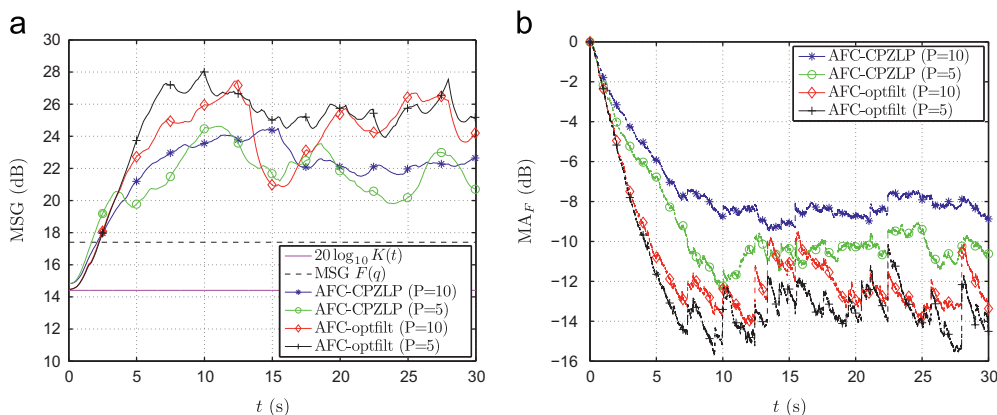 a
30
28
26
24
22
20
18
16
14
12
10
MSG (dB)
0
5
10
15
20
25
30
t (s)
20 log₁₀ K(t)
MSG F(q)
AFC-CPZLP (P=10)
AFC-CPZLP (P=5)
AFC-optfilt (P=10)
AFC-optfilt (P=5)
b
0
−2
−4
−6
−8
−10
−12
−14
−16
MA_F
0
5
10
15
20
25
30
t (s)
AFC-CPZLP (P=10)
AFC-CPZLP (P=5)
AFC-optfilt (P=10)
AFC-optfilt (P=5)